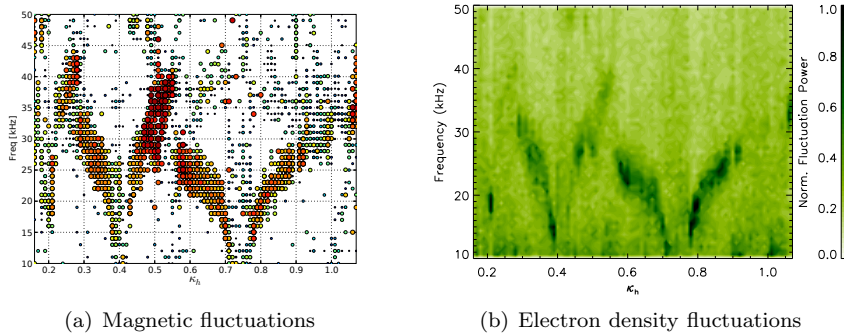 50
45
40
35
30
25
20
15
10
Freq [kHz]
0.2 0.3 0.4 0.5 0.6 0.7 0.8 0.9 1.0
κh
(a) Magnetic fluctuations
50
40
30
20
10
Frequency (kHz)
0.2 0.4 0.6 0.8 1.0
κh
1.0
0.8
0.6
0.4
0.2
0.0
Norm. Fluctuation Power
(b) Electron density fluctuations